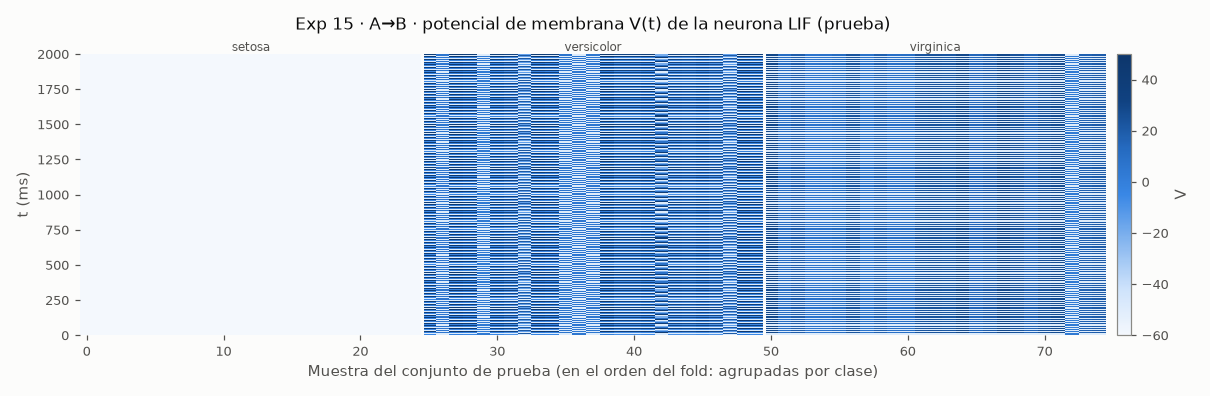 Exp 15 · A→B · potencial de membrana V(t) de la neurona LIF (prueba)
setosa versicolor virginica
2000
1750
1500
1250
1000
750
500
250
0
t (ms)
0 10 20 30 40 50 60 70
Muestra del conjunto de prueba (en el orden del fold: agrupadas por clase)
40
20
0
−20
−40
−60
V